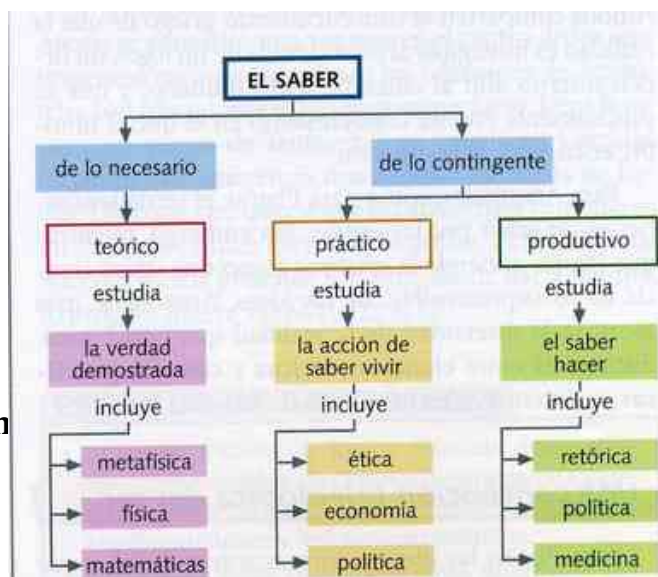 EL SABER
de lo necesario
de lo contingente
teórico
práctico
productivo
estudia
estudia
estudia
la verdad
demostrada
la acción de
saber vivir
el saber
hacer
incluye
incluye
incluye
metafísica
ética
retórica
física
economía
política
matemáticas
política
medicina